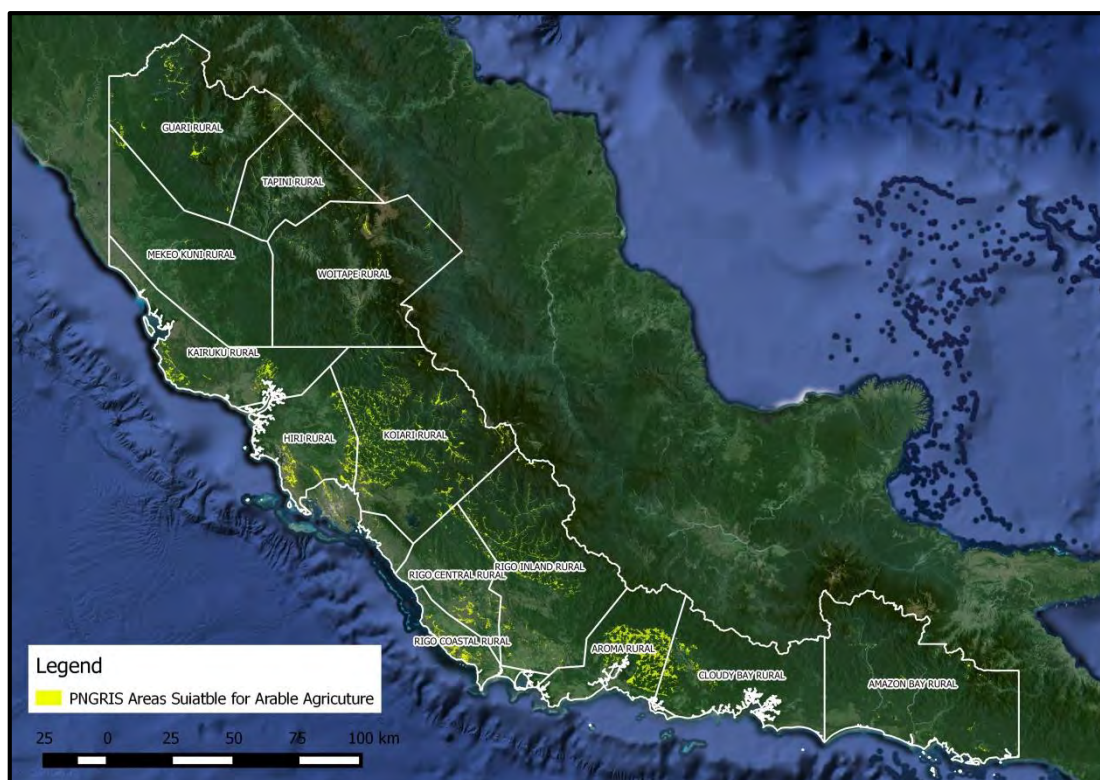 GUARI RURAL
TAPINI RURAL
MEKEO KUNI RURAL
WOITAPE RURAL
KAIRUKU RURAL
HIRI RURAL
KOIARI RURAL
RIGO CENTRAL RURAL
RIGO INLAND RURAL
RIGO COASTAL RURAL
AROMA RURAL
CLOUDY BAY RURAL
AMAZON BAY RURAL
Legend
PNGRIS Areas Suiatble for Arable Agricuture
25 0 25 50 75 100 km